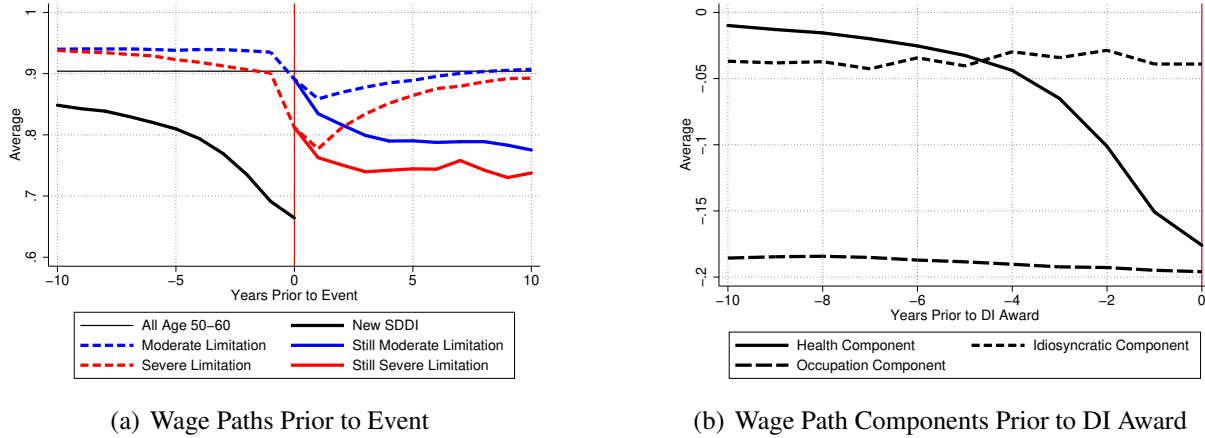 1
.9
.8
.7
.6
Average
−10
−5
0
5
10
Years Prior to Event
All Age 50−60
New SDDI
Moderate Limitation
Still Moderate Limitation
Severe Limitation
Still Severe Limitation
(a) Wage Paths Prior to Event
−0
−.05
−.1
−.15
−.2
Average
−10
−8
−6
−4
−2
0
Years Prior to DI Award
Health Component
Idiosyncratic Component
Occupation Component
(b) Wage Path Components Prior to DI Award